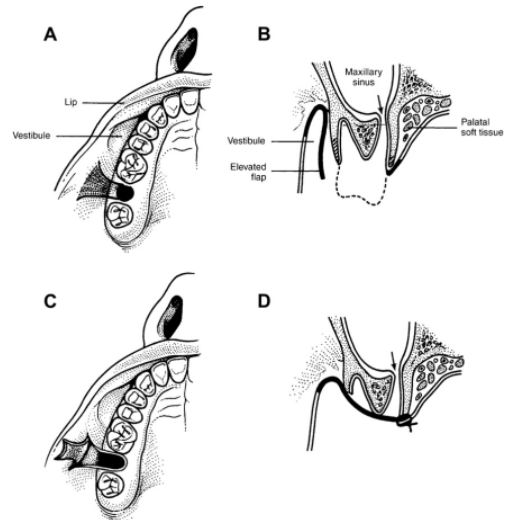 A
B
Maxillary
sinus
Lip
Vestibule
Vestibule
Palatal
soft tissue
Elevated
flap
C
D